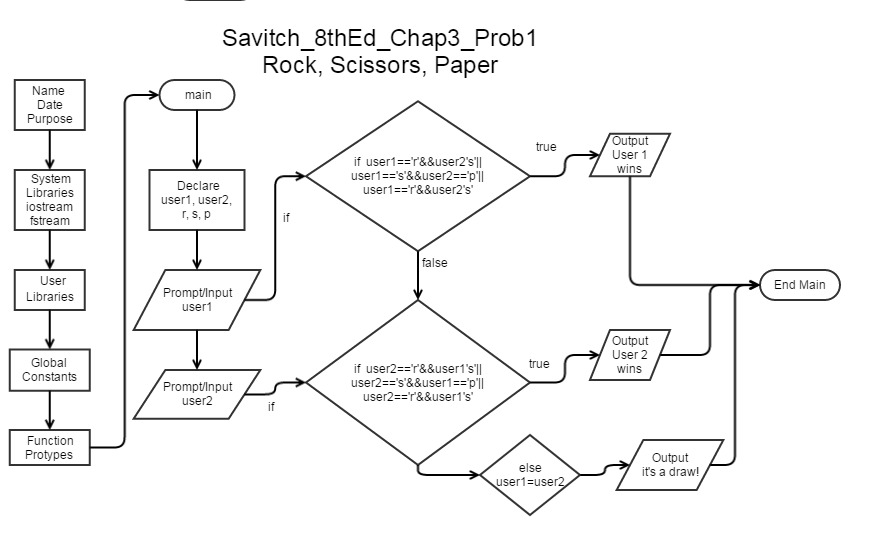 Savitch_8thEd_Chap3_Prob1
Rock, Scissors, Paper
Name
Date
Purpose
System
Libraries
iostream
fstream
User
Libraries
Global
Constants
Function
Protypes
main
Declare
user1, user2,
r, s, p
Prompt/Input
user1
Prompt/Input
user2
if
if
if user1=='r'&&user2's'||
user1=='s'&&user2=='p'||
user1=='r'&&user2's'
true
false
Output
User 1
wins
if user2=='r'&&user1's'||
user2=='s'&&user1=='p'||
user2=='r'&&user1's'
true
Output
User 2
wins
else
user1=user2
Output
it's a draw!
End Main